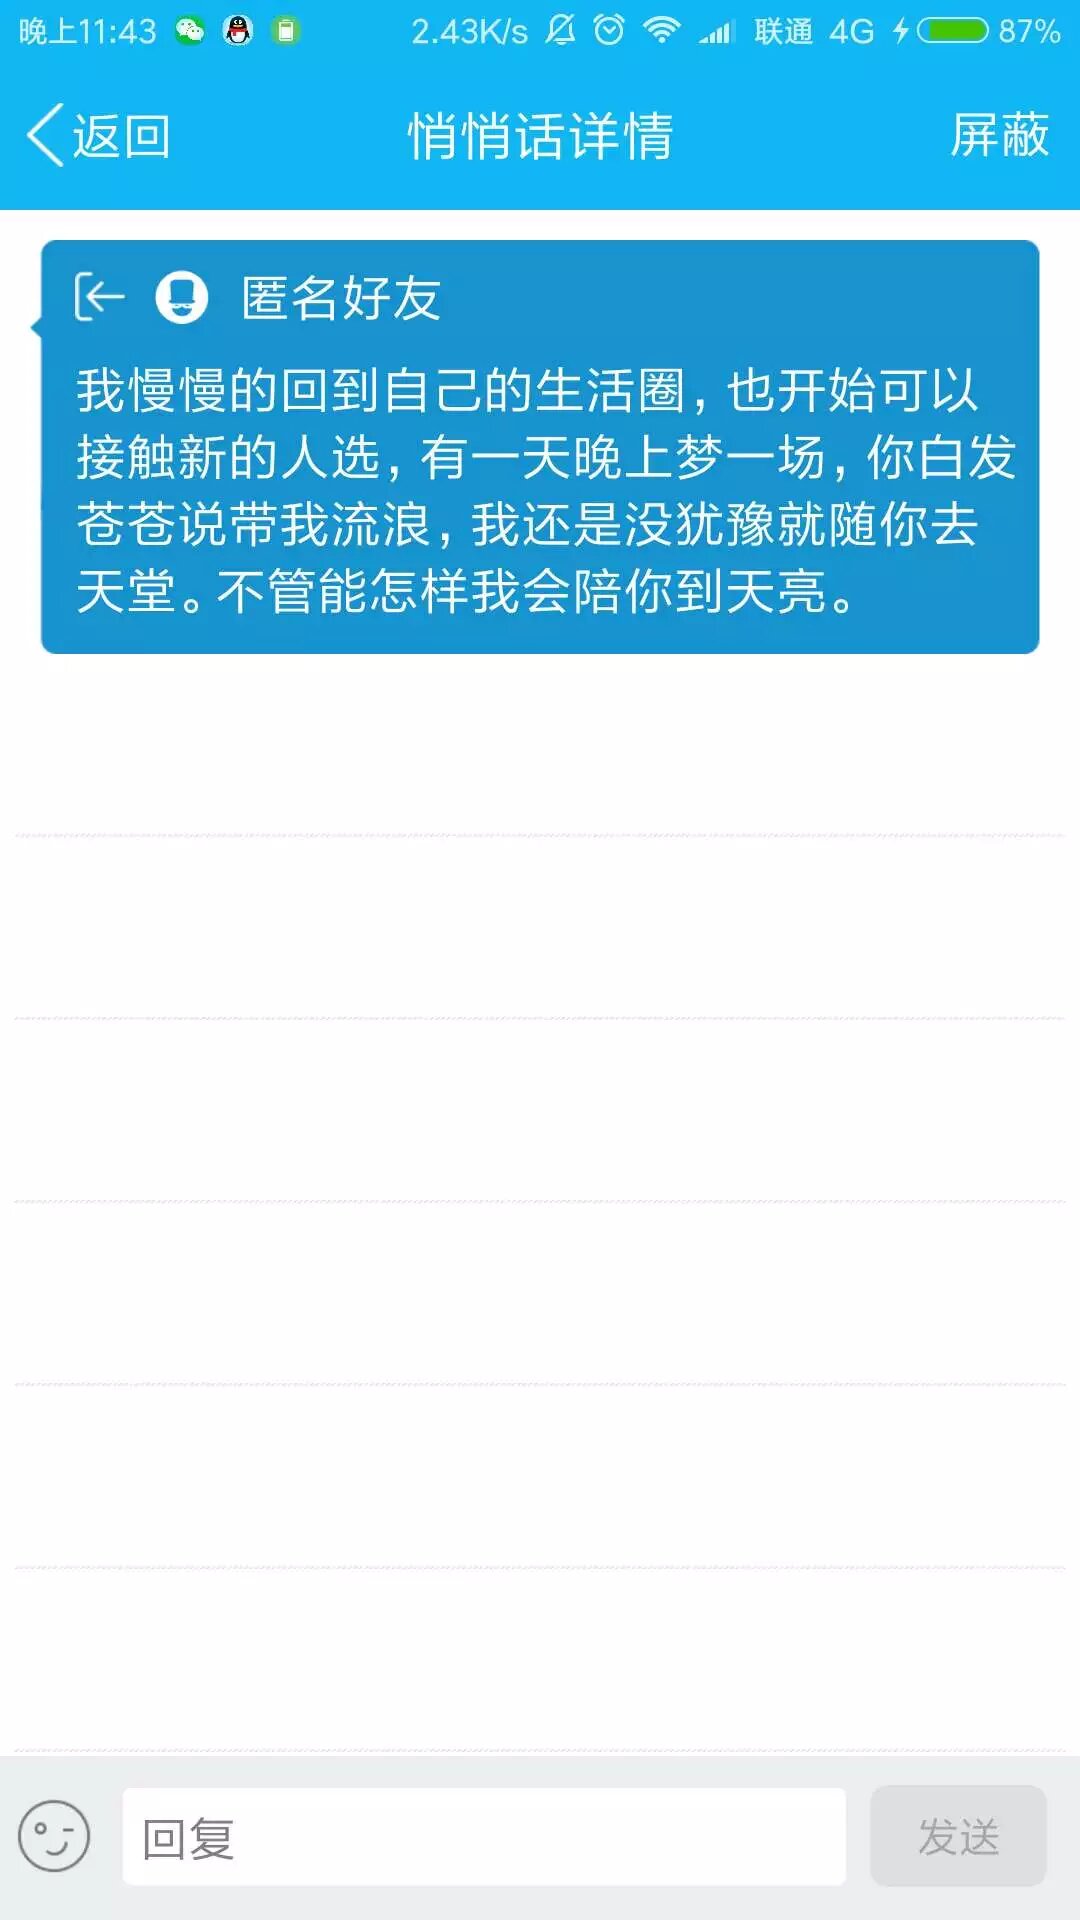 晚上11:43 2.43K/s 联通 4G 87%
返回 悄悄话详情 屏蔽
匿名好友
我慢慢的回到自己的生活圈，也开始可以
接触新的人选，有一天晚上梦一场，你白发
苍苍说带我流浪，我还是没犹豫就随你去
天堂。不管能怎样我会陪你到天亮。
回复 发送